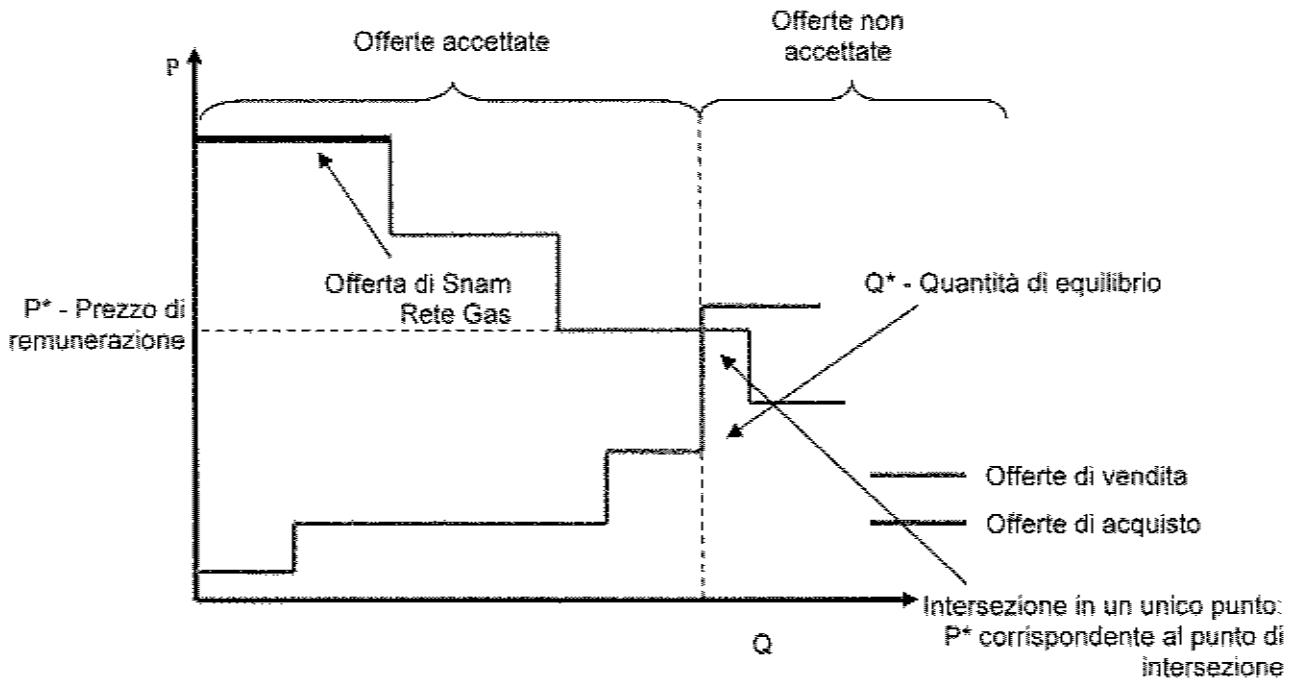 Offerte accettate
Offerte non
accettate
P
Offerta di Snam
Rete Gas
P* - Prezzo di
remunerazione
Q* - Quantità di equilibrio
Offerte di vendita
Offerte di acquisto
Q
Intersezione in un unico punto:
P* corrispondente al punto di
intersezione